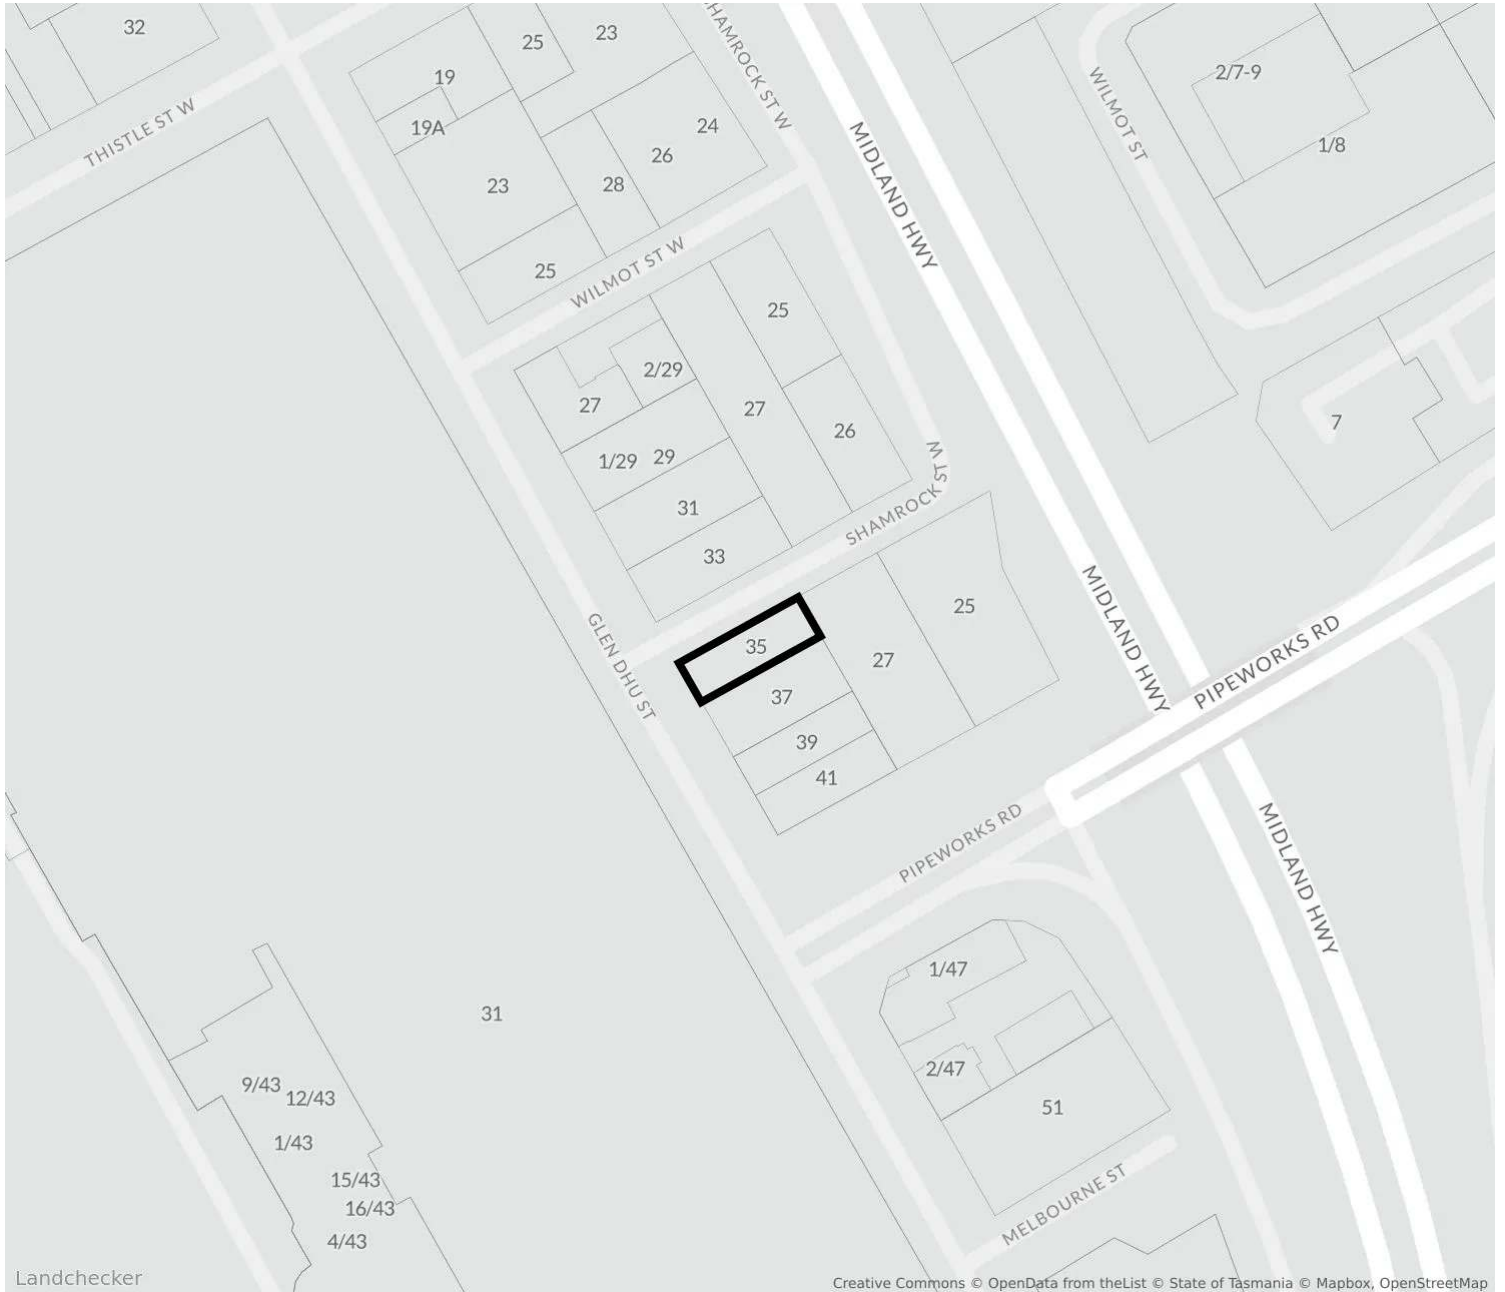 32
25
23
19
19A
24
26
28
23
25
THISTLE ST W
HAMROCK ST W
MIDLAND HWY
WILMOT ST
2/7-9
1/8
WILMOT ST W
25
2/29
27
27
26
1/29
29
31
33
7
SHAMROCK ST W
GLEN DHU ST
35
25
27
37
39
41
MIDLAND HWY
PIPEWORKS RD
PIPEWORKS RD
MIDLAND HWY
1/47
2/47
51
31
9/43
12/43
1/43
15/43
16/43
4/43
MELBOURNE ST
Landchecker
Creative Commons © OpenData from theList © State of Tasmania © Mapbox, OpenStreetMap